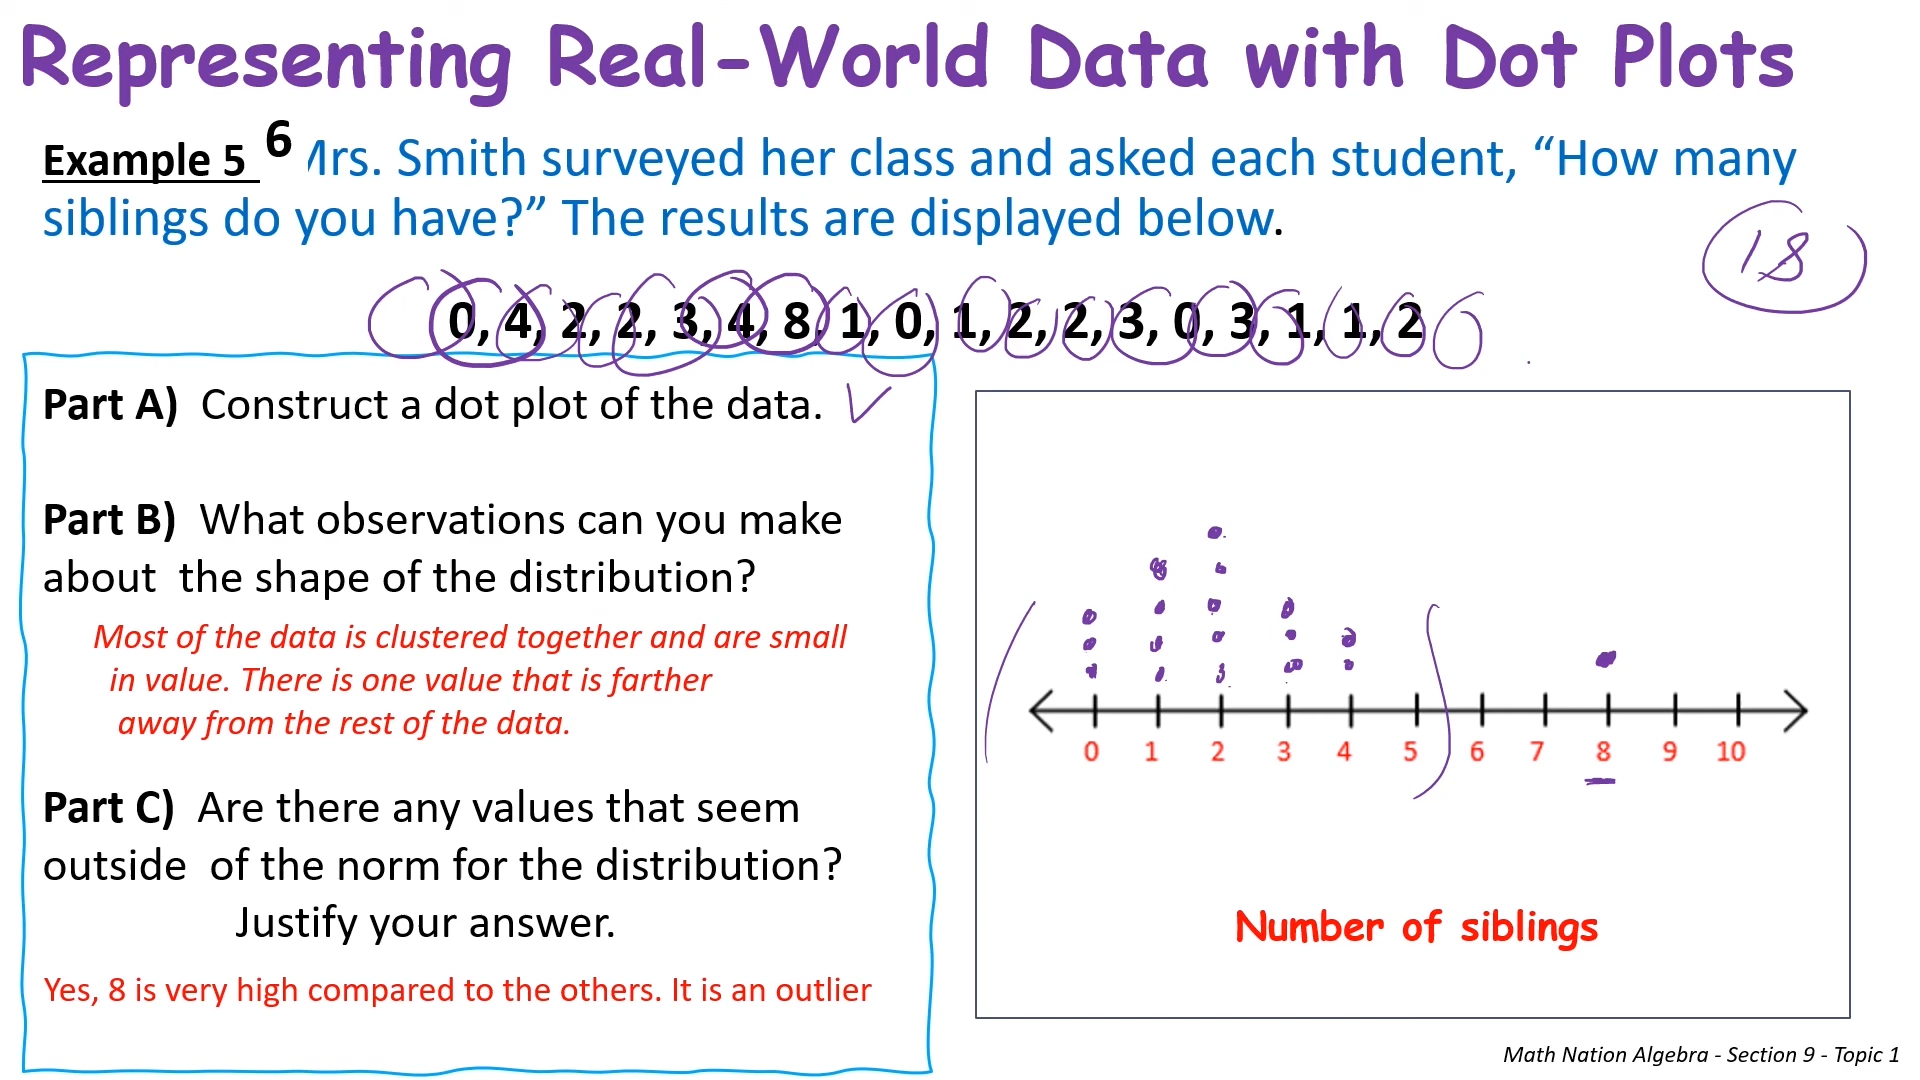 Representing Real-World Data with Dot Plots
Example 5 6 Mrs. Smith surveyed her class and asked each student, “How many
siblings do you have?” The results are displayed below.
18
0, 4, 2, 2, 3, 4, 8, 1, 0, 1, 2, 2, 3, 0, 3, 1, 1, 2
Part A) Construct a dot plot of the data.
Part B) What observations can you make
about the shape of the distribution?
Most of the data is clustered together and are small
in value. There is one value that is farther
away from the rest of the data.
Part C) Are there any values that seem
outside of the norm for the distribution?
Justify your answer.
Yes, 8 is very high compared to the others. It is an outlier
0 1 2 3 4 5 6 7 8 9 10
Number of siblings
Math Nation Algebra - Section 9 - Topic 1